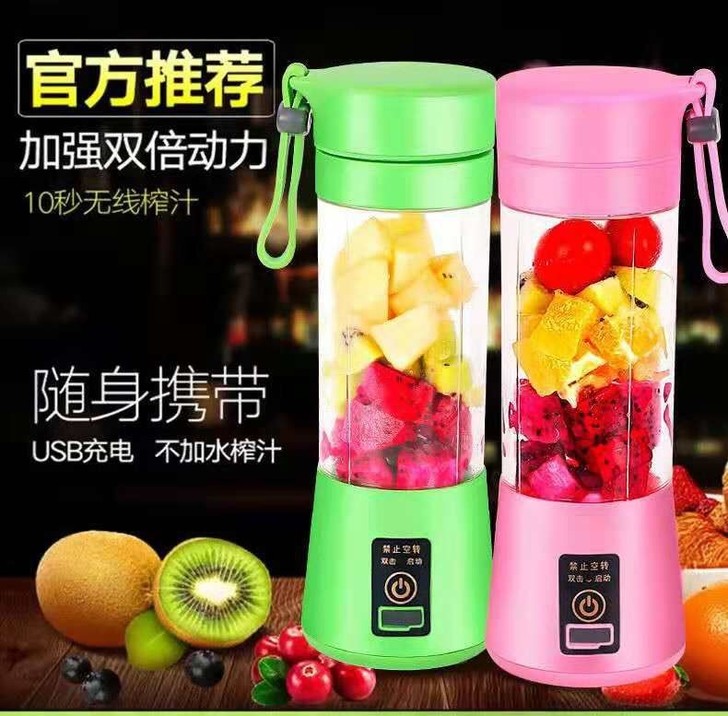 官方推荐
加强双倍动力
10秒无线榨汁
随身携带
USB充电 不加水榨汁
禁止空转
双击 启动
禁止空转
双击 启动